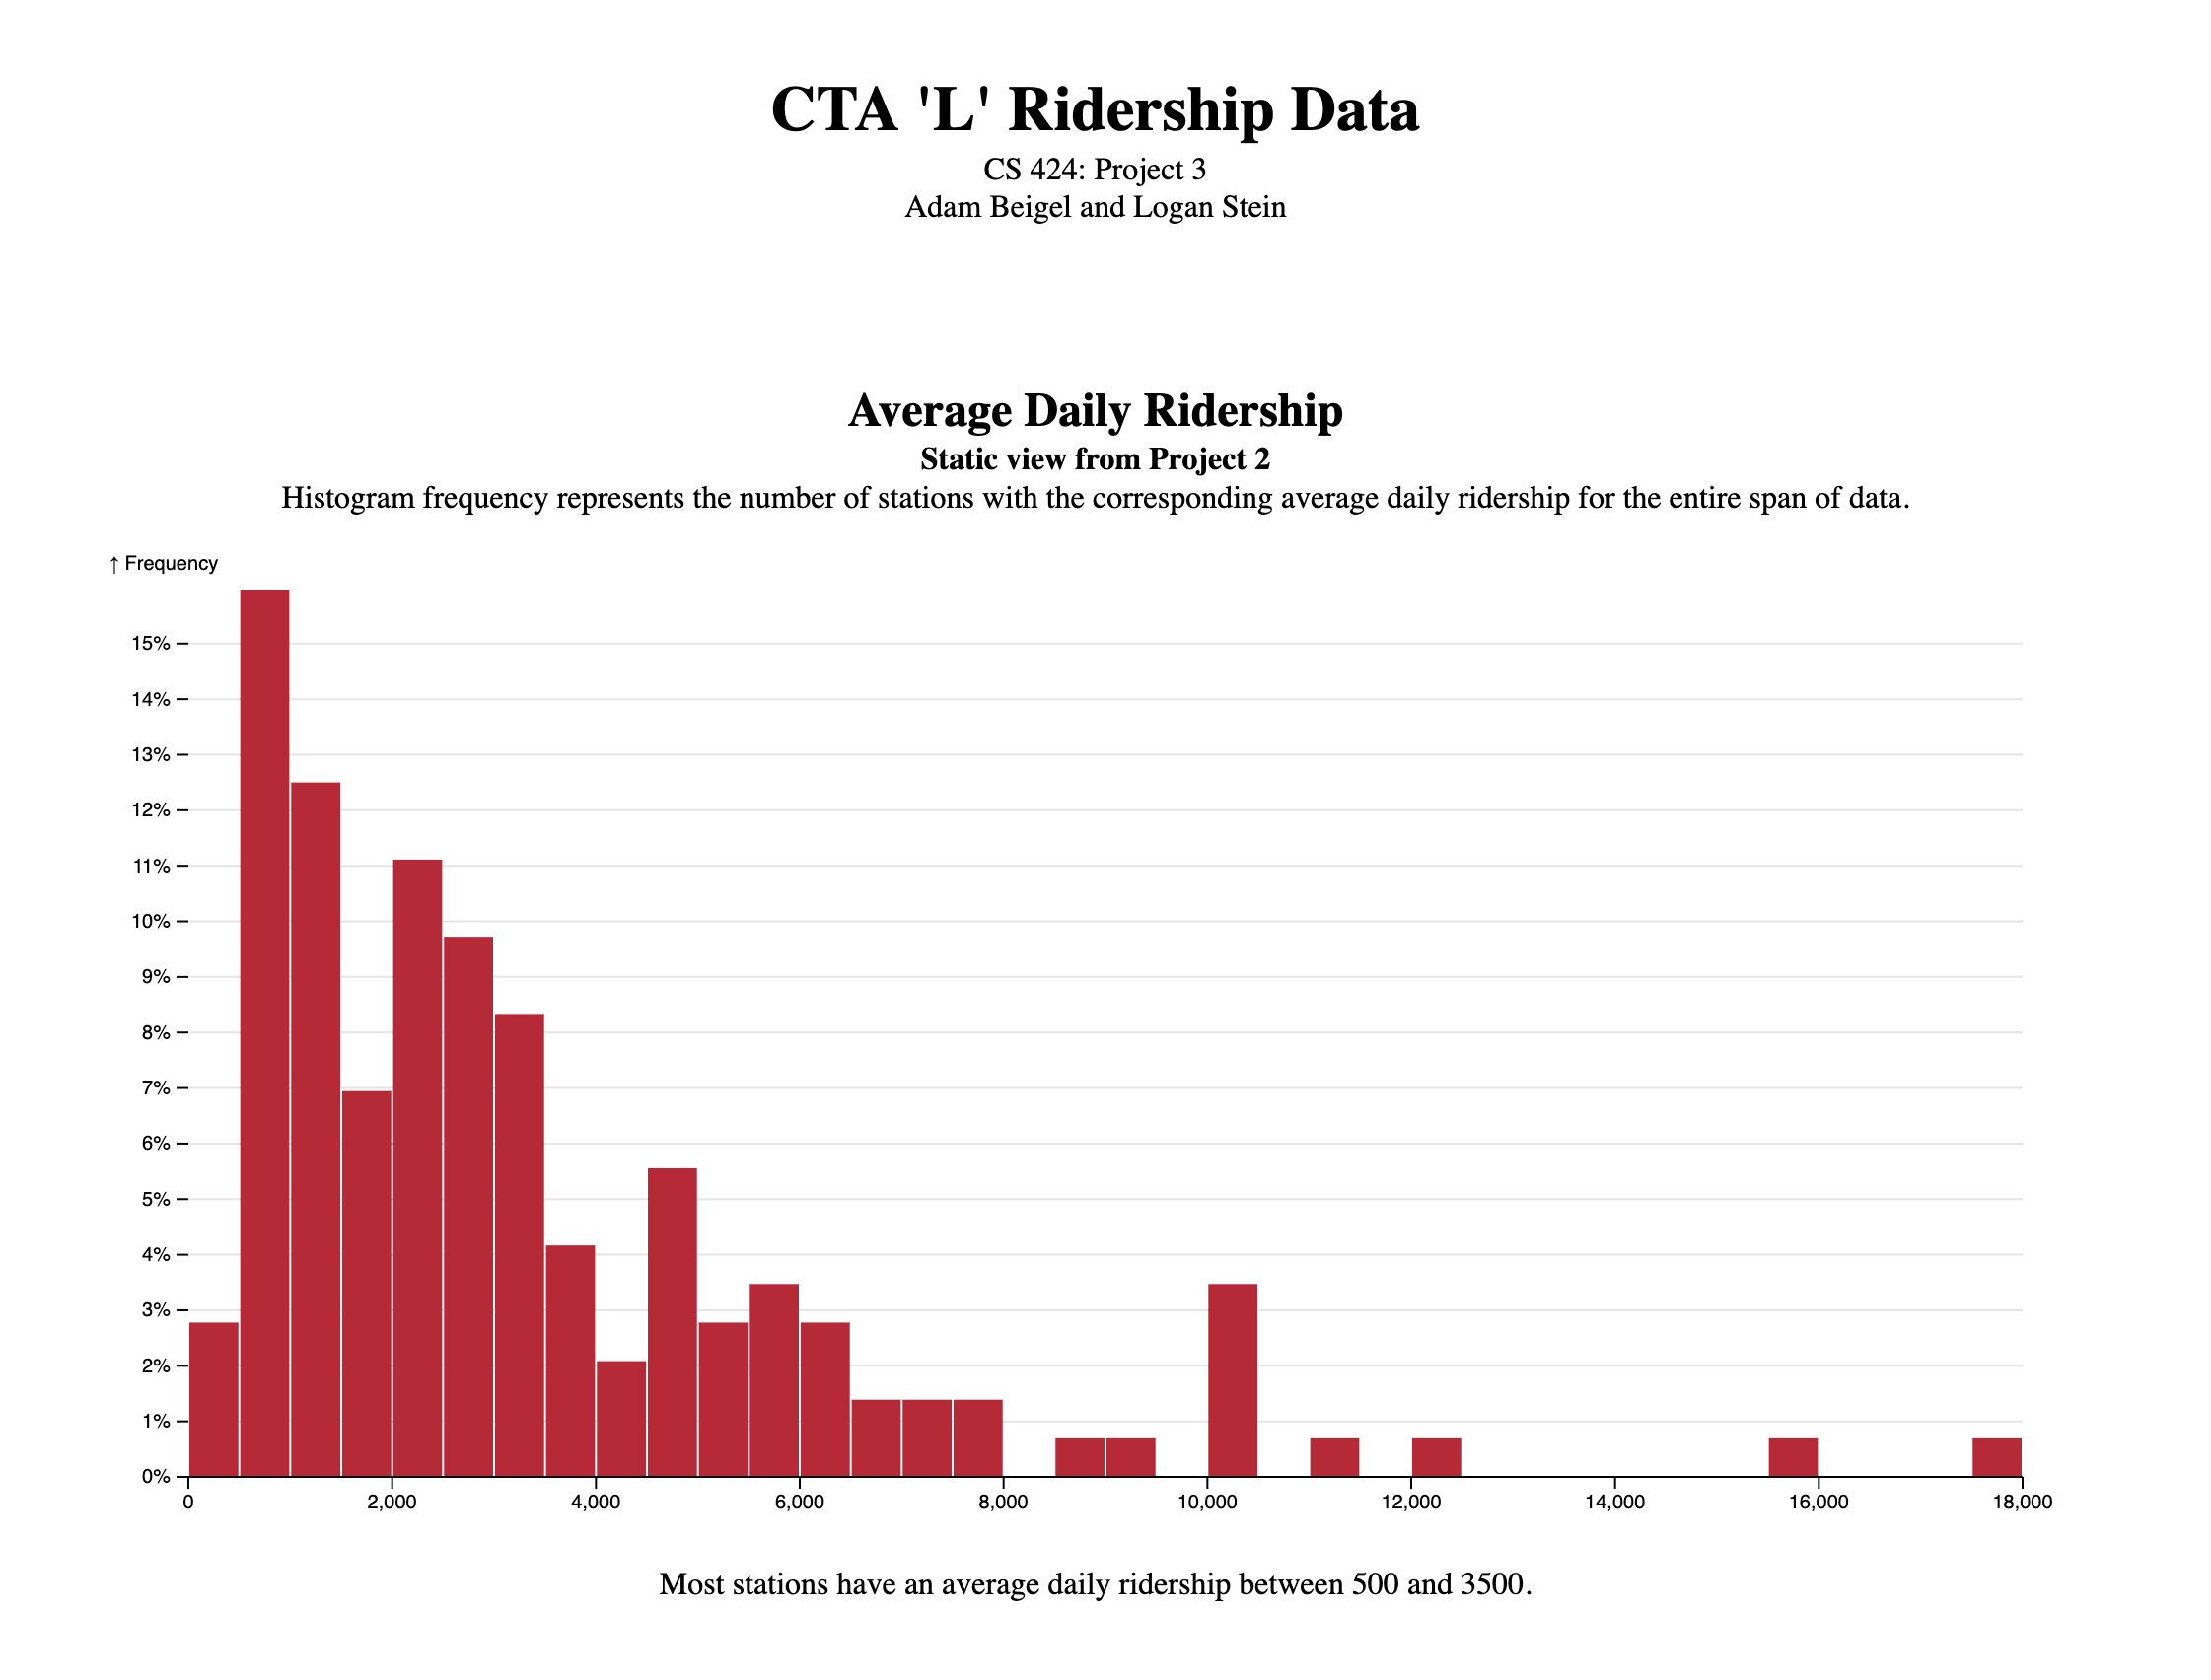 CTA 'L' Ridership Data
CS 424: Project 3
Adam Beigel and Logan Stein
Average Daily Ridership
Static view from Project 2
Histogram frequency represents the number of stations with the corresponding average daily ridership for the entire span of data.
↑ Frequency
15%
14%
13%
12%
11%
10%
9%
8%
7%
6%
5%
4%
3%
2%
1%
0%
0 2,000 4,000 6,000 8,000 10,000 12,000 14,000 16,000 18,000
Most stations have an average daily ridership between 500 and 3500.